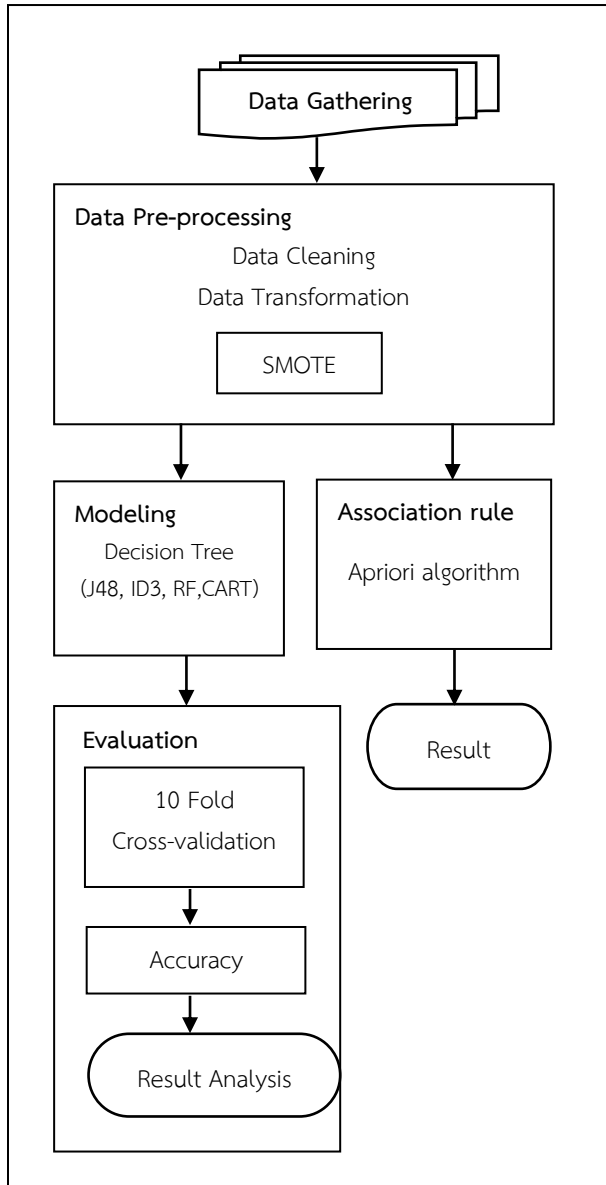 Data Gathering
Data Pre-processing
Data Cleaning
Data Transformation
SMOTE
Modeling
Decision Tree
(J48, ID3, RF,CART)
Association rule
Apriori algorithm
Evaluation
10 Fold
Cross-validation
Accuracy
Result Analysis
Result